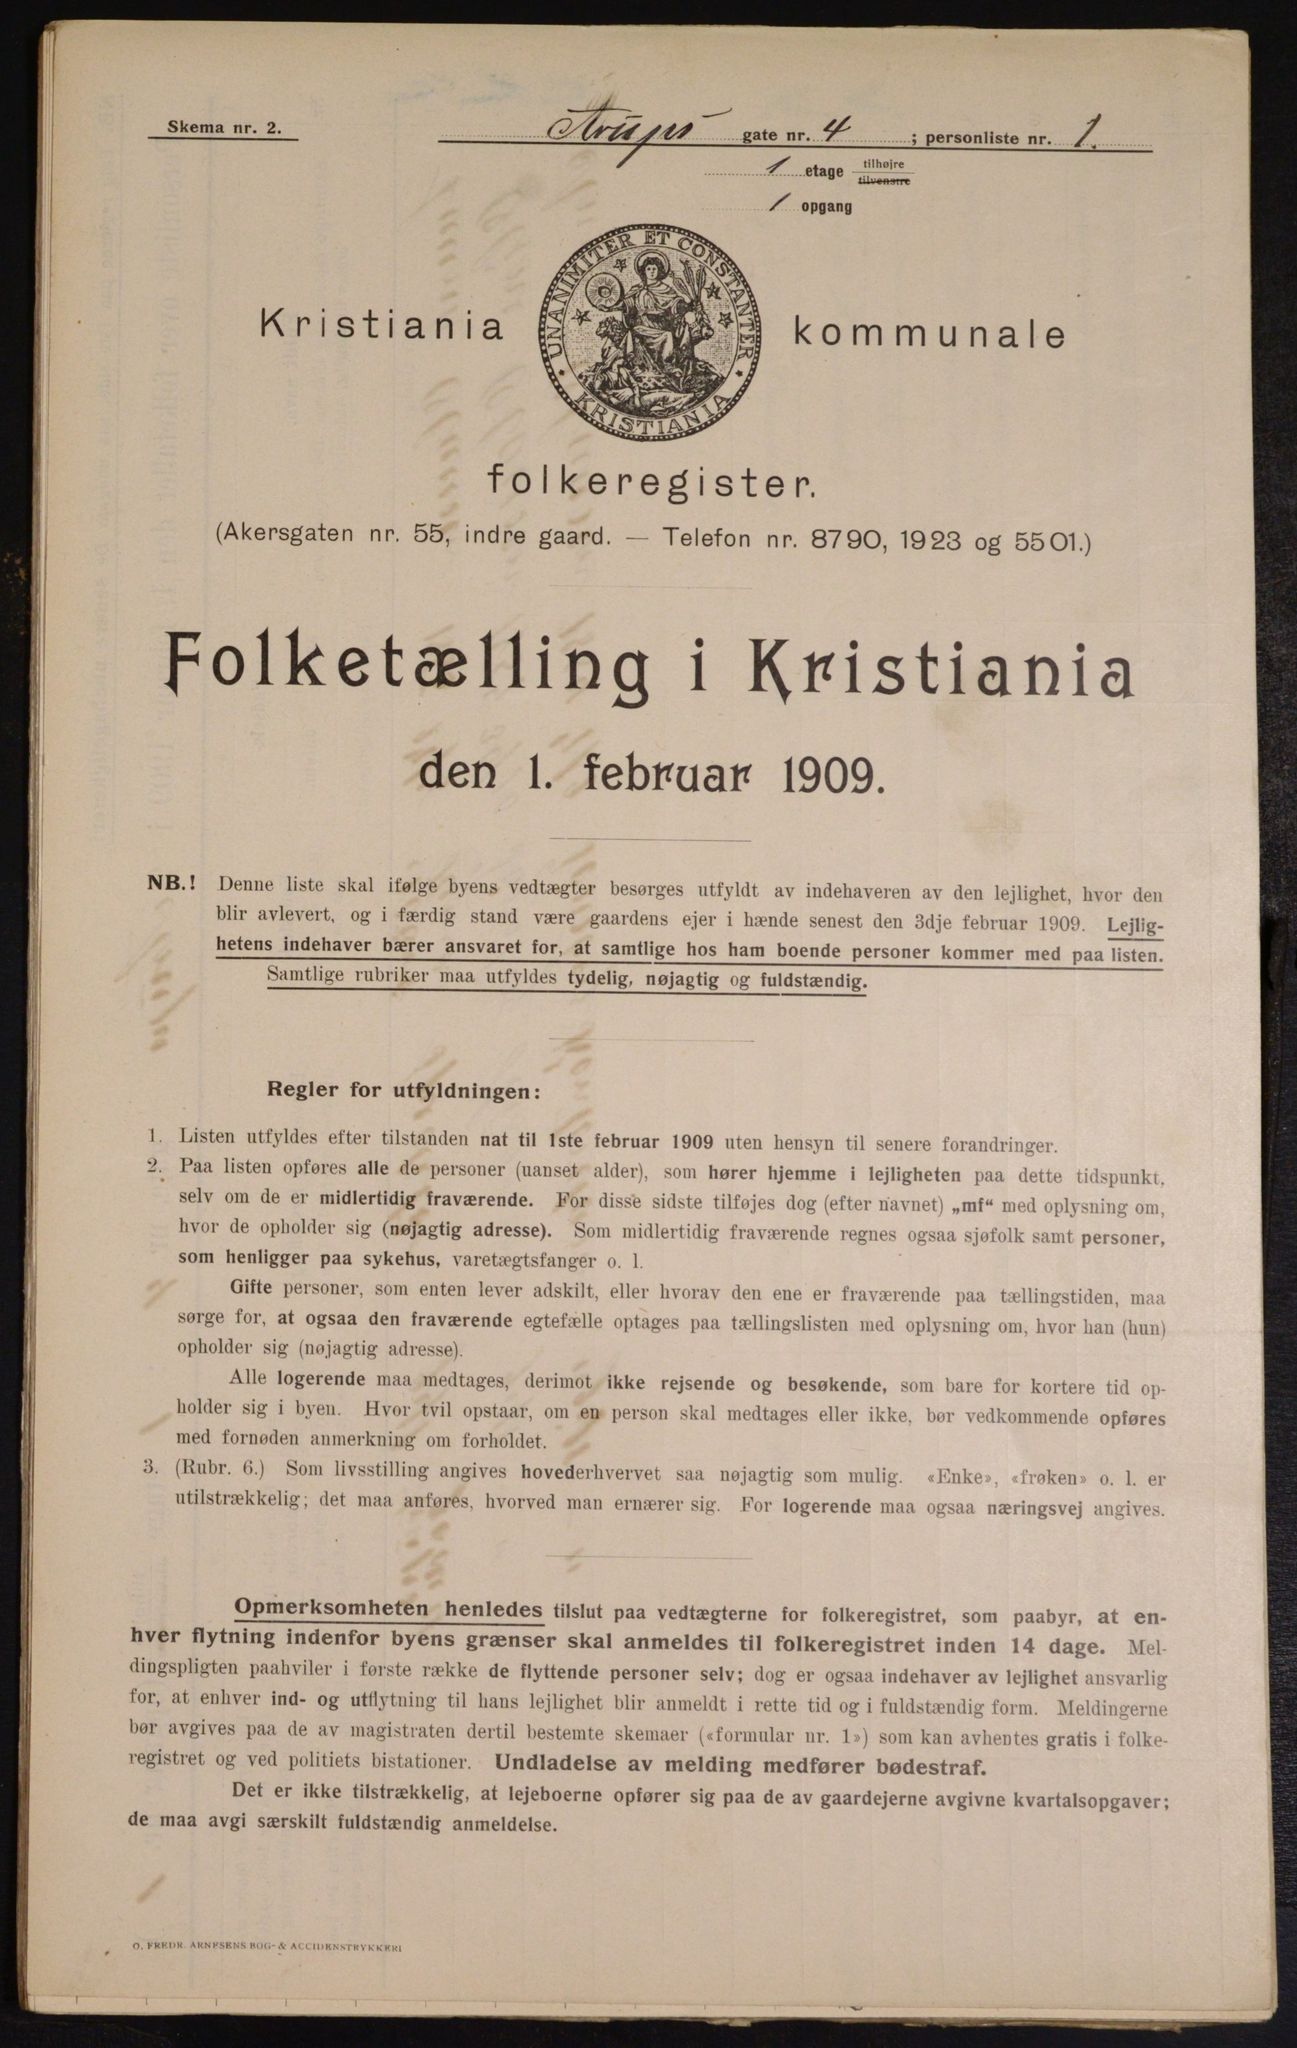 Skema nr. 2.
Arups gate nr. 4 ; personliste nr. 1.
1 etage tilhøjre
tilvenstre
1 opgang
UNANIMITER ET CONSTANTER
KRISTIANIA
Kristiania kommunale
folkeregister.
(Akersgaten nr. 55, indre gaard. — Telefon nr. 8790, 1923 og 5501.)
Folketælling i Kristiania
den 1. februar 1909.
NB.! Denne liste skal ifølge byens vedtægter besørges utfyldt av indehaveren av den lejlighet, hvor den
blir avlevert, og i færdig stand være gaardens ejer i hænde senest den 3dje februar 1909. Lejlig-
hetens indehaver bærer ansvaret for, at samtlige hos ham boende personer kommer med paa listen.
Samtlige rubriker maa utfyldes tydelig, nøjagtig og fuldstændig.
Regler for utfyldningen:
1. Listen utfyldes efter tilstanden nat til 1ste februar 1909 uten hensyn til senere forandringer.
2. Paa listen opføres alle de personer (uanset alder), som hører hjemme i lejligheten paa dette tidspunkt,
selv om de er midlertidig fraværende. For disse sidste tilføjes dog (efter navnet) „mf“ med oplysning om,
hvor de opholder sig (nøjagtig adresse). Som midlertidig fraværende regnes ogsaa sjøfolk samt personer,
som henligger paa sykehus, varetægtsfanger o. l.
Gifte personer, som enten lever adskilt, eller hvorav den ene er fraværende paa tællingstiden, maa
sørge for, at ogsaa den fraværende egtefælle optages paa tællingslisten med oplysning om, hvor han (hun)
opholder sig (nøjagtig adresse).
Alle logerende maa medtages, derimot ikke rejsende og besøkende, som bare for kortere tid op-
holder sig i byen. Hvor tvil opstaar, om en person skal medtages eller ikke, bør vedkommende opføres
med fornøden anmerkning om forholdet.
3. (Rubr. 6.) Som livsstilling angives hovederhvervet saa nøjagtig som mulig. «Enke», «frøken» o. l. er
utilstrækkelig; det maa anføres, hvorved man ernærer sig. For logerende maa ogsaa næringsvej angives.
Opmerksomheten henledes tilslut paa vedtægterne for folkeregistret, som paabyr, at en-
hver flytning indenfor byens grænser skal anmeldes til folkeregistret inden 14 dage. Mel-
dingspligten paahviler i første række de flyttende personer selv; dog er ogsaa indehaver av lejlighet ansvarlig
for, at enhver ind- og utflytning til hans lejlighet blir anmeldt i rette tid og i fuldstændig form. Meldingerne
bør avgives paa de av magistraten dertil bestemte skemaer («formular nr. 1») som kan avhentes gratis i folke-
registret og ved politiets bistationer. Undladelse av melding medfører bødestraf.
Det er ikke tilstrækkelig, at lejeboerne opfører sig paa de av gaardejerne avgivne kvartalsopgaver;
de maa avgi særskilt fuldstændig anmeldelse.
O. FREDR. ARNESENS BOG- & ACCIDENSTRYKKERI